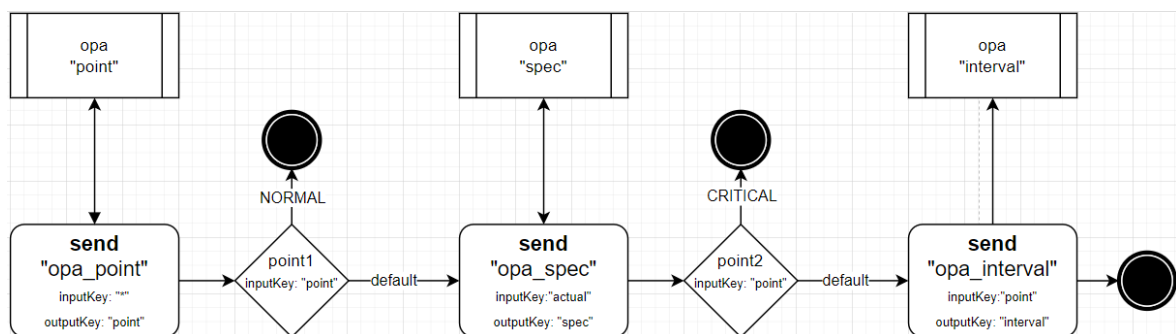 opa
"point"
opa
"spec"
opa
"interval"
NORMAL
CRITICAL
send
"opa_point"
inputKey: "*"
outputKey: "point"
point1
inputKey: "point"
default
send
"opa_spec"
inputKey:"actual"
outputKey: "spec"
point2
inputKey: "point"
default
send
"opa_interval"
inputKey:"point"
outputKey: "interval"